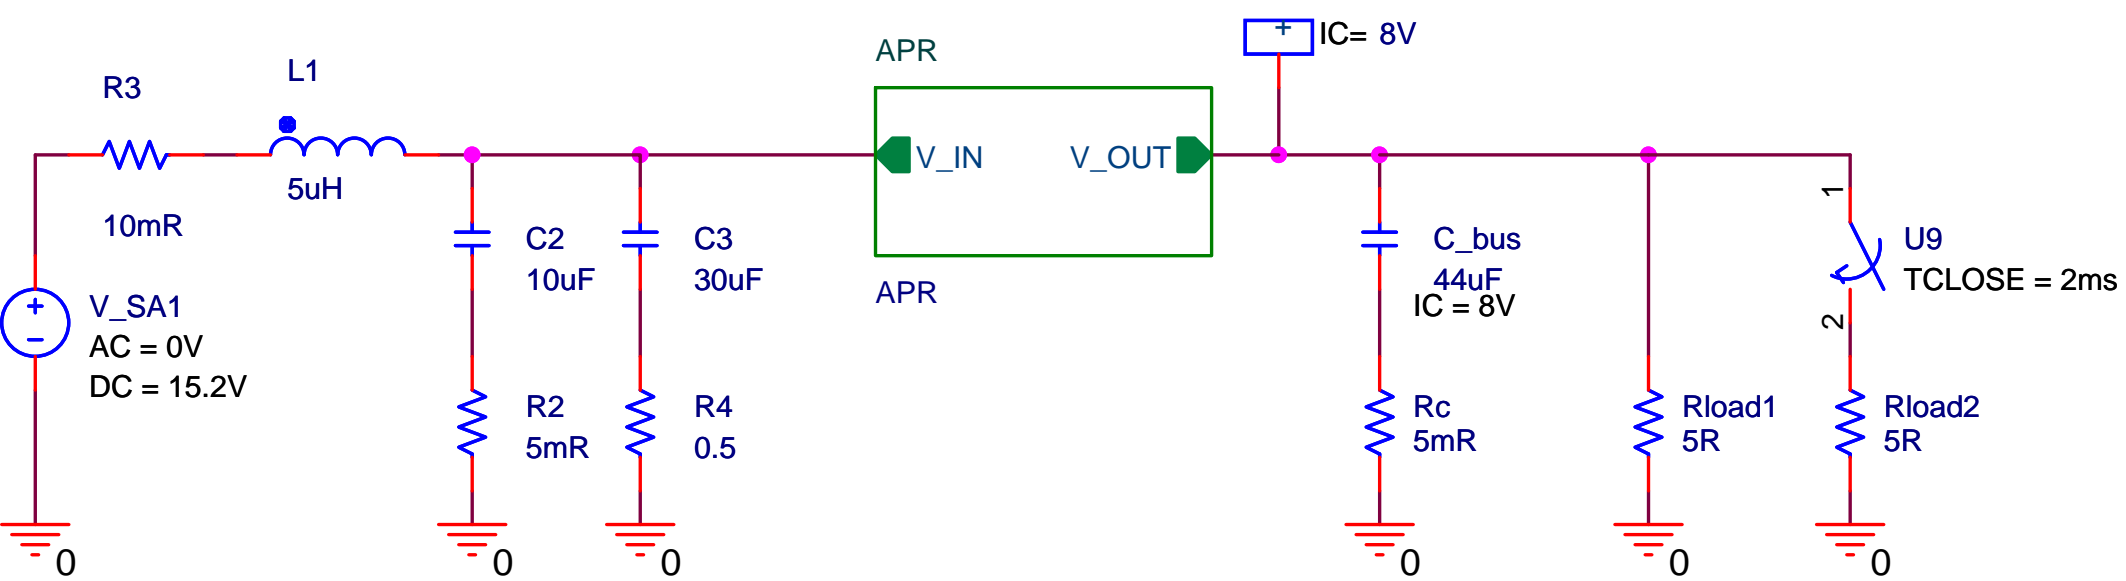 R3
10mR
L1
5uH
V_SA1
AC = 0V
DC = 15.2V
0
C2
10uF
R2
5mR
0
C3
30uF
R4
0.5
0
APR
V_IN
V_OUT
APR
+
IC= 8V
C_bus
44uF
IC = 8V
Rc
5mR
0
Rload1
5R
0
1
U9
TCLOSE = 2ms
2
Rload2
5R
0